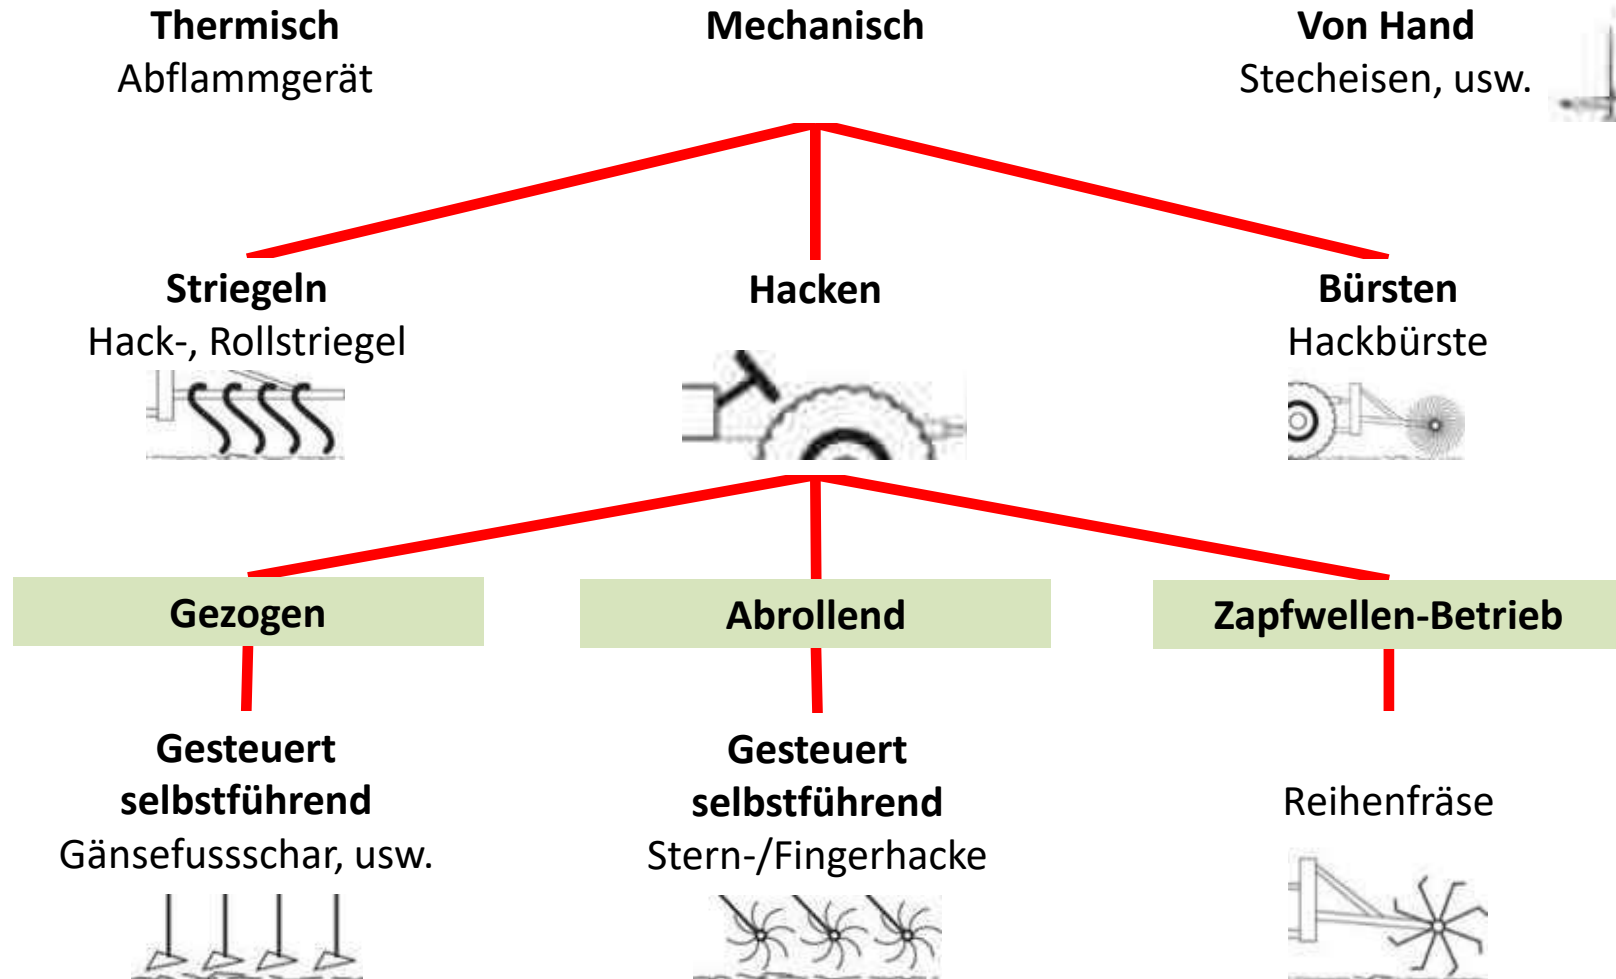 Thermisch
Abflammgerät
Mechanisch
Von Hand
Stecheisen, usw.
Striegeln
Hack-, Rollstriegel
Hacken
Bürsten
Hackbürste
Gezogen
Abrollend
Zapfwellen-Betrieb
Gesteuert
selbstführend
Gänsefussschar, usw.
Gesteuert
selbstführend
Stern-/Fingerhacke
Reihenfräse